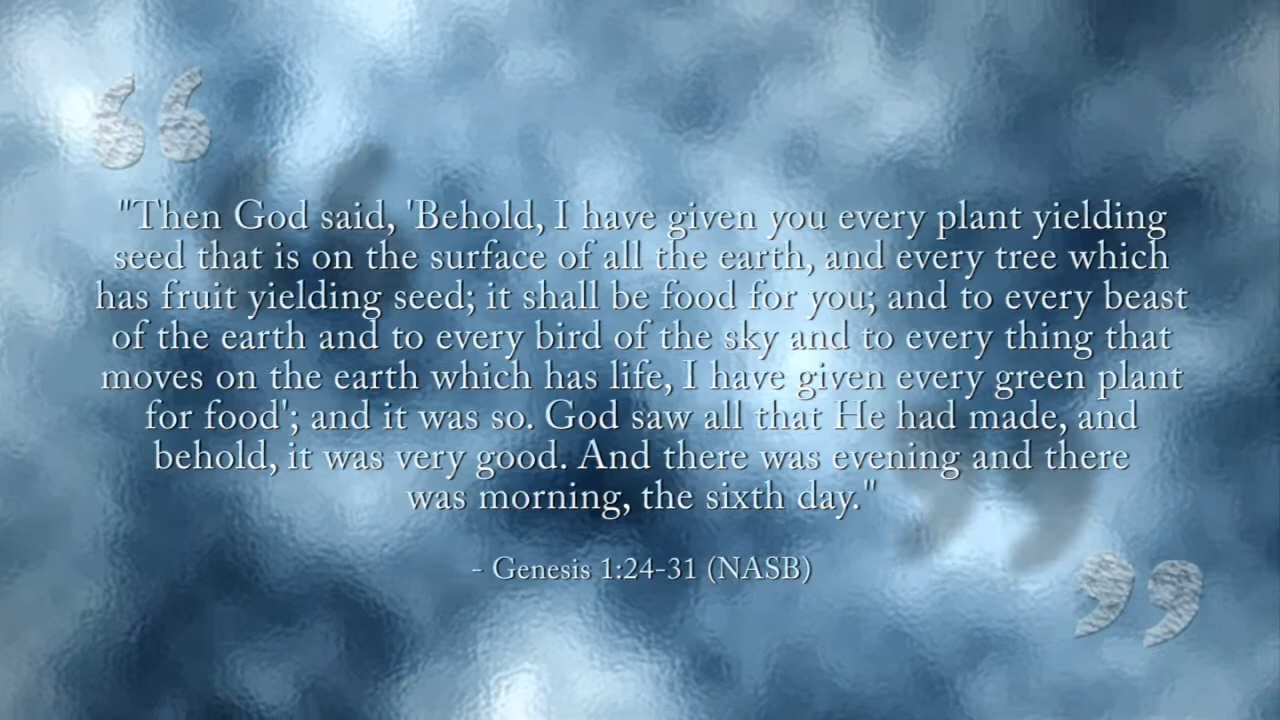 "Then God said, 'Behold, I have given you every plant yielding
seed that is on the surface of all the earth, and every tree which
has fruit yielding seed; it shall be food for you; and to every beast
of the earth and to every bird of the sky and to every thing that
moves on the earth which has life, I have given every green plant
for food'; and it was so. God saw all that He had made, and
behold, it was very good. And there was evening and there
was morning, the sixth day."
- Genesis 1:24-31 (NASB)